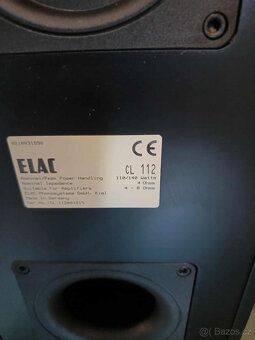 ELAC CL 112
Nominal/Peak Power Handling 110/140 Watts
Nominal Impedance 4 Ohms
Suitable for Amplifiers 4 - 8 Ohms
ELAC Phonosysteme GmbH, Kiel
Made in Germany
CE
Bazoš.cz